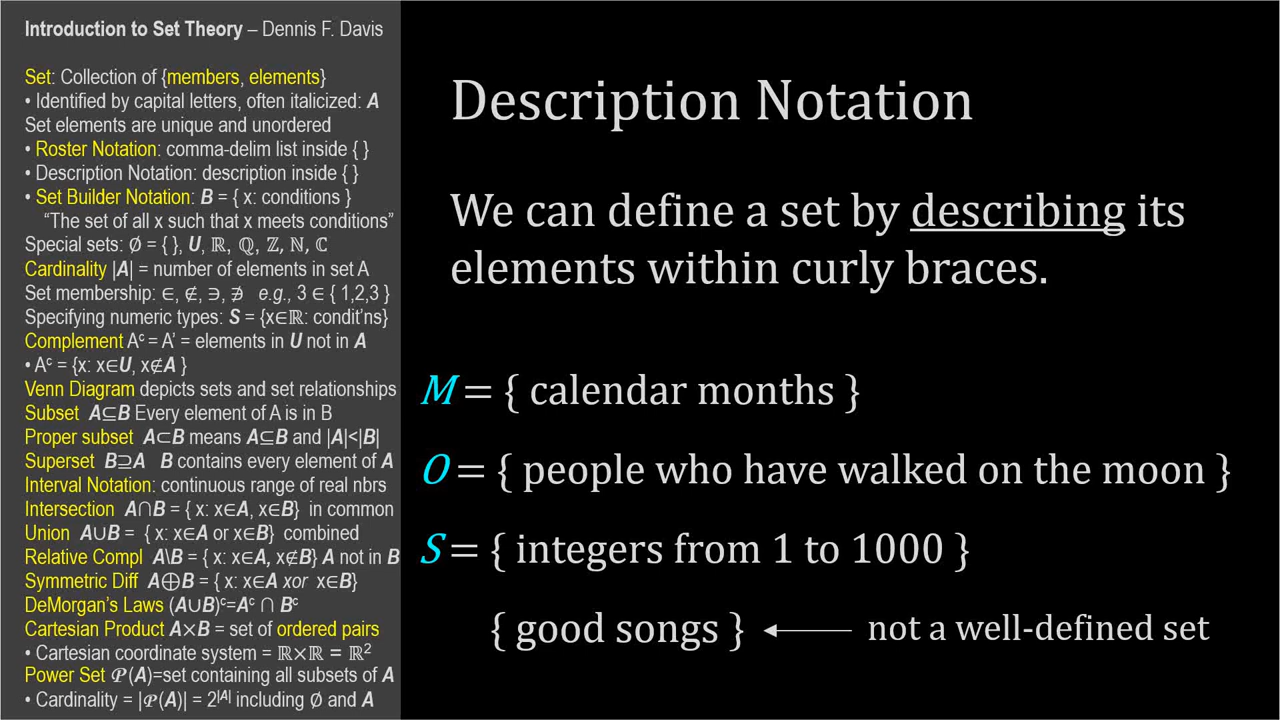 Introduction to Set Theory – Dennis F. Davis
Set: Collection of {members, elements}
• Identified by capital letters, often italicized: A
Set elements are unique and unordered
• Roster Notation: comma-delim list inside { }
• Description Notation: description inside { }
• Set Builder Notation: B = { x: conditions }
“The set of all x such that x meets conditions”
Special sets: ∅ = { }, U, ℝ, ℚ, ℤ, ℕ, ℂ
Cardinality |A| = number of elements in set A
Set membership: ∈, ∉, ∋, ∌ e.g., 3 ∈ { 1,2,3 }
Specifying numeric types: S = {x∈ℝ: condit’ns}
Complement Aᶜ = A’ = elements in U not in A
• Aᶜ = {x: x∈U, x∉A }
Venn Diagram depicts sets and set relationships
Subset A⊆B Every element of A is in B
Proper subset A⊂B means A⊆B and |A|<|B|
Superset B⊇A B contains every element of A
Interval Notation: continuous range of real nbrs
Intersection A∩B = { x: x∈A, x∈B} in common
Union A∪B = { x: x∈A or x∈B} combined
Relative Compl A\B = { x: x∈A, x∉B} A not in B
Symmetric Diff A⨁B = { x: x∈A xor x∈B}
DeMorgan’s Laws (A∪B)ᶜ=Aᶜ ∩ Bᶜ
Cartesian Product A×B = set of ordered pairs
• Cartesian coordinate system = ℝ×ℝ = ℝ²
Power Set 𝒫(A)=set containing all subsets of A
• Cardinality = |𝒫(A)| = 2^|A| including ∅ and A
Description Notation
We can define a set by describing its
elements within curly braces.
M = { calendar months }
O = { people who have walked on the moon }
S = { integers from 1 to 1000 }
{ good songs } ← not a well-defined set